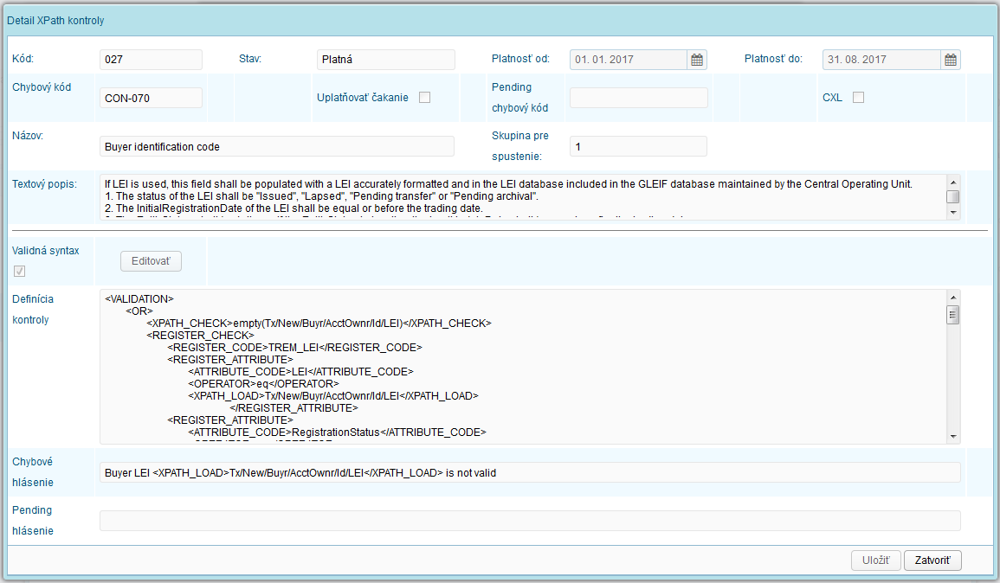 Detail XPath kontroly
Kód: 027 Stav: Platná Platnosť od: 01. 01. 2017 Platnosť do: 31. 08. 2017
Chybový kód CON-070 Uplatňovať čakanie Pending chybový kód CXL
Názov: Buyer identification code Skupina pre spustenie: 1
Textový popis: If LEI is used, this field shall be populated with a LEI accurately formatted and in the LEI database included in the GLEIF database maintained by the Central Operating Unit.
1. The status of the LEI shall be "Issued", "Lapsed", "Pending transfer" or "Pending archival".
2. The InitialRegistrationDate of the LEI shall be equal or before the trading date.
Validná syntax Editovať
Definícia kontroly
<VALIDATION>
<OR>
<XPATH_CHECK>empty(Tx/New/Buyr/AcctOwnr/Id/LEI)</XPATH_CHECK>
<REGISTER_CHECK>
<REGISTER_CODE>TREM_LEI</REGISTER_CODE>
<REGISTER_ATTRIBUTE>
<ATTRIBUTE_CODE>LEI</ATTRIBUTE_CODE>
<OPERATOR>eq</OPERATOR>
<XPATH_LOAD>Tx/New/Buyr/AcctOwnr/Id/LEI</XPATH_LOAD>
</REGISTER_ATTRIBUTE>
<REGISTER_ATTRIBUTE>
<ATTRIBUTE_CODE>RegistrationStatus</ATTRIBUTE_CODE>
Chybové hlásenie Buyer LEI <XPATH_LOAD>Tx/New/Buyr/AcctOwnr/Id/LEI</XPATH_LOAD> is not valid
Pending hlásenie
Uložiť Zatvoriť